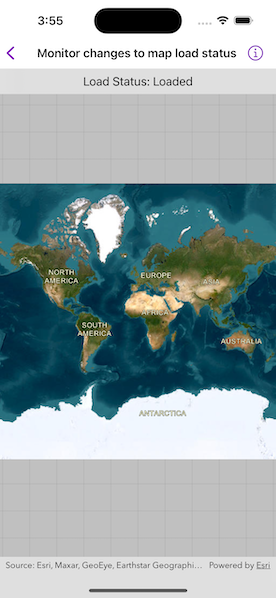 3:55
Monitor changes to map load status
Load Status: Loaded
NORTH
AMERICA
EUROPE
ASIA
AFRICA
SOUTH
AMERICA
AUSTRALIA
ANTARCTICA
Source: Esri, Maxar, GeoEye, Earthstar Geographi... Powered by Esri